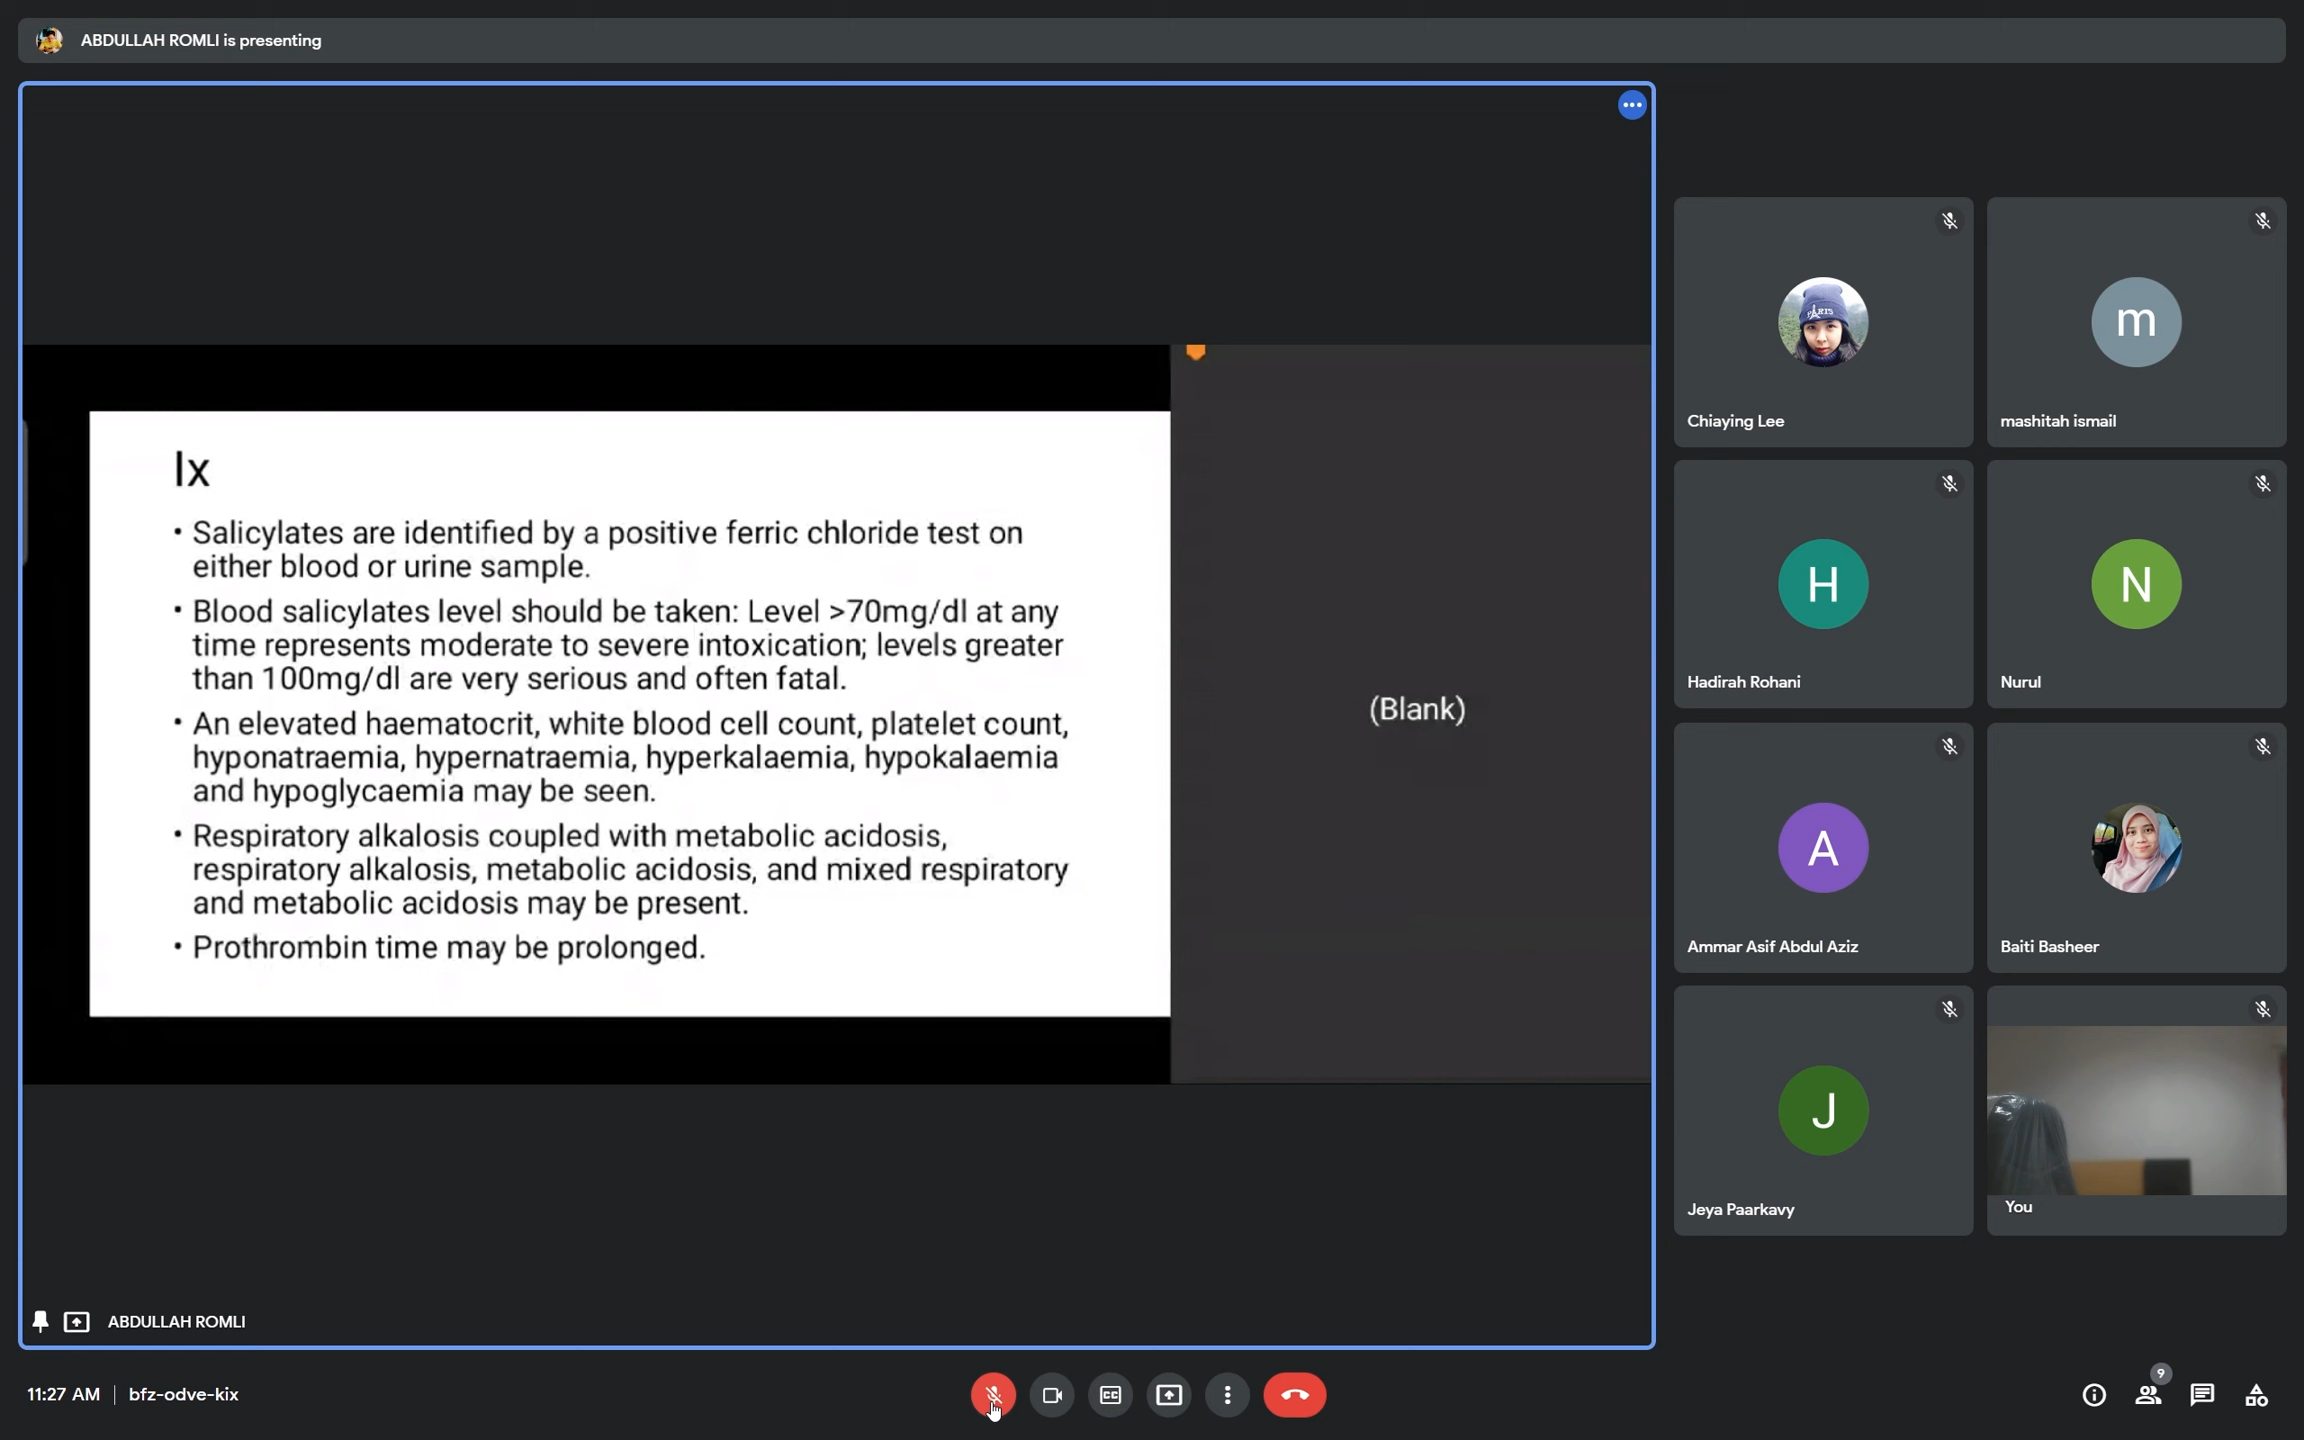 ABDULLAH ROMLI is presenting
Ix
• Salicylates are identified by a positive ferric chloride test on
either blood or urine sample.
• Blood salicylates level should be taken: Level >70mg/dl at any
time represents moderate to severe intoxication; levels greater
than 100mg/dl are very serious and often fatal.
• An elevated haematocrit, white blood cell count, platelet count,
hyponatraemia, hypernatraemia, hyperkalaemia, hypokalaemia
and hypoglycaemia may be seen.
• Respiratory alkalosis coupled with metabolic acidosis,
respiratory alkalosis, metabolic acidosis, and mixed respiratory
and metabolic acidosis may be present.
• Prothrombin time may be prolonged.
(Blank)
ABDULLAH ROMLI
PARIS
Chiaying Lee
m
mashitah ismail
H
Hadirah Rohani
N
Nurul
A
Ammar Asif Abdul Aziz
Baiti Basheer
J
Jeya Paarkavy
You
11:27 AM | bfz-odve-kix
CC
9